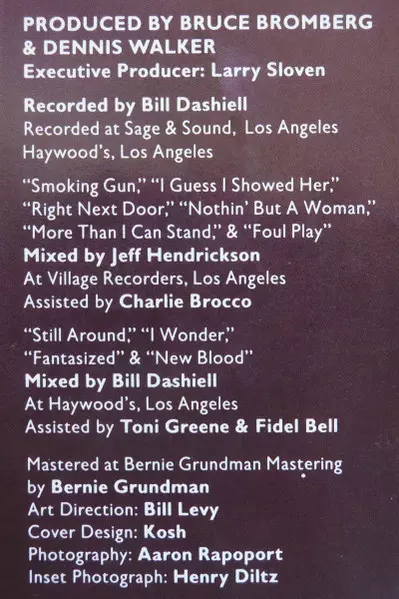 PRODUCED BY BRUCE BROMBERG
& DENNIS WALKER
Executive Producer: Larry Sloven
Recorded by Bill Dashiell
Recorded at Sage & Sound, Los Angeles
Haywood's, Los Angeles
“Smoking Gun,” “I Guess I Showed Her,”
“Right Next Door,” “Nothin' But A Woman,”
“More Than I Can Stand,” & “Foul Play”
Mixed by Jeff Hendrickson
At Village Recorders, Los Angeles
Assisted by Charlie Brocco
“Still Around,” “I Wonder,”
“Fantasized” & “New Blood”
Mixed by Bill Dashiell
At Haywood's, Los Angeles
Assisted by Toni Greene & Fidel Bell
Mastered at Bernie Grundman Mastering
by Bernie Grundman
Art Direction: Bill Levy
Cover Design: Kosh
Photography: Aaron Rapoport
Inset Photograph: Henry Diltz